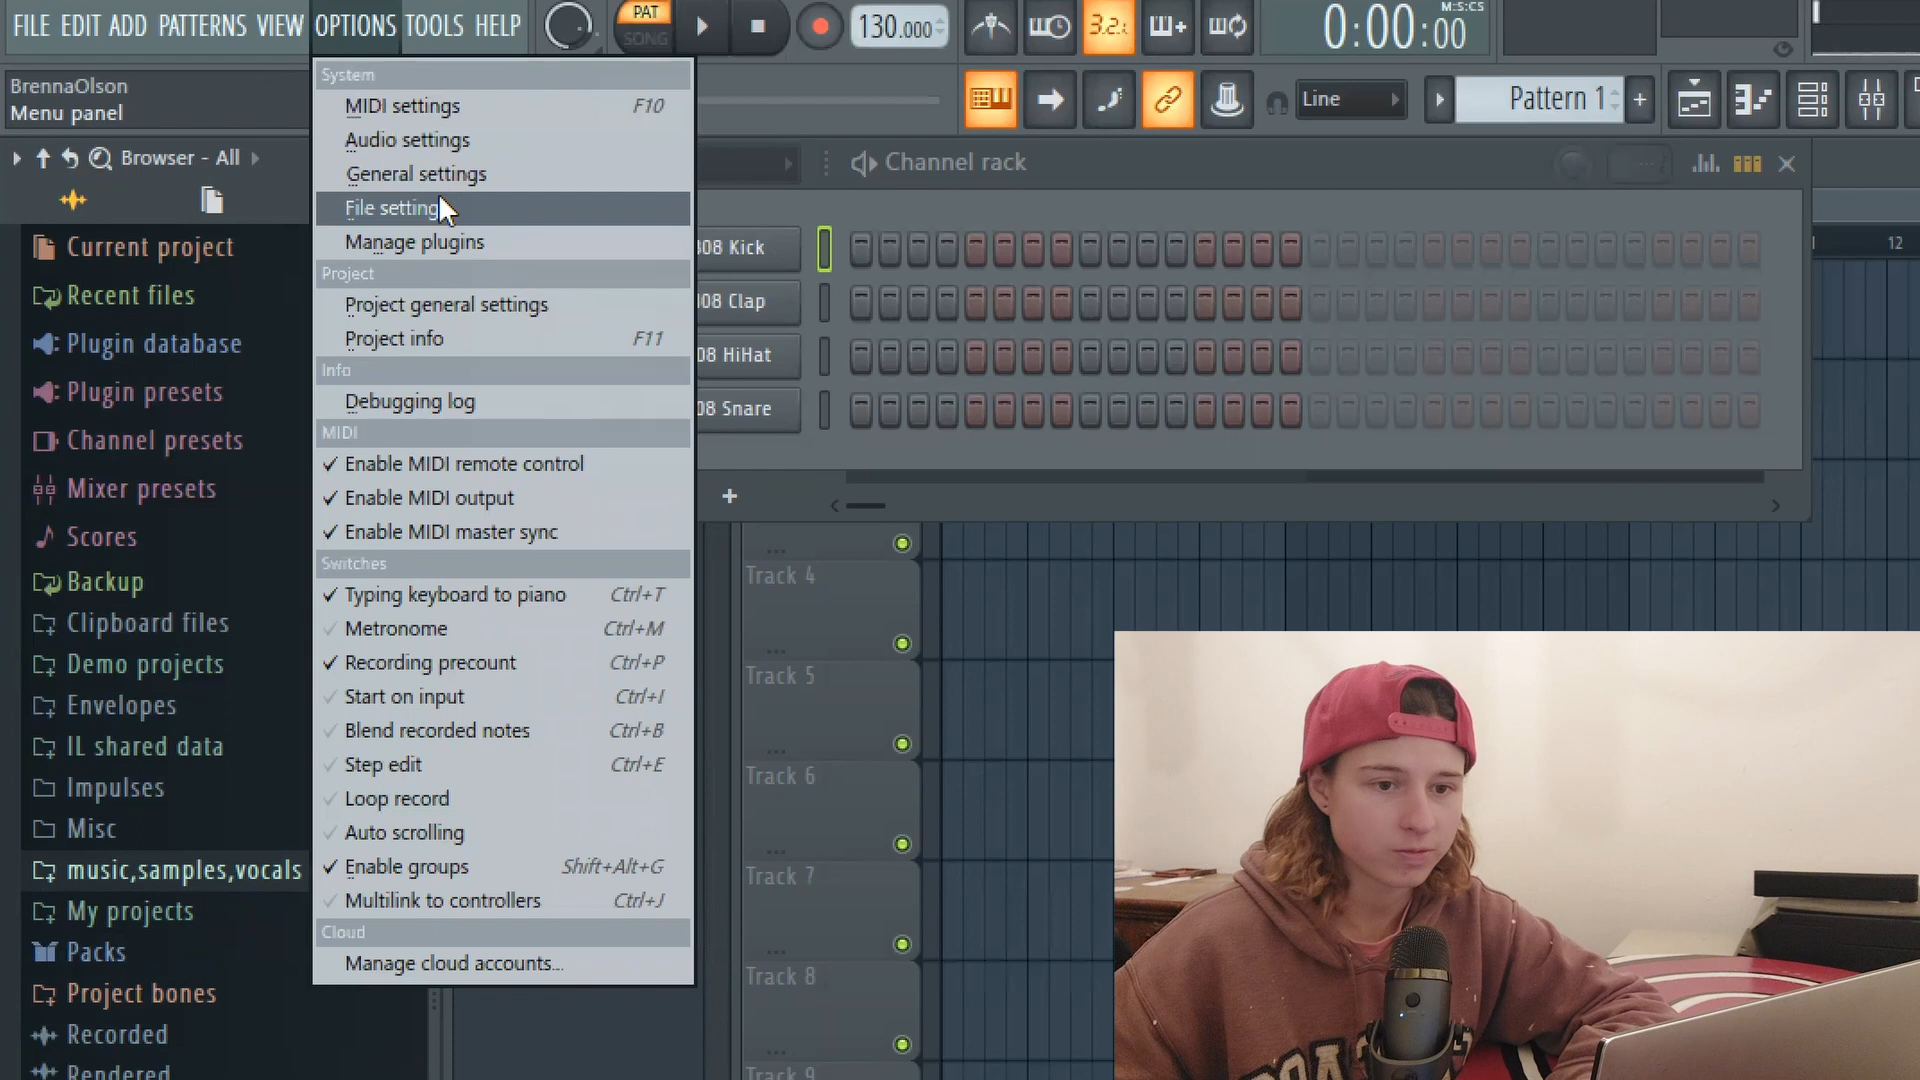 FILE EDIT ADD PATTERNS VIEW OPTIONS TOOLS HELP
PAT
SONG
130.000
3.2.
M:S:CS
0:00:00
BrennaOlson
Menu panel
Line
Pattern 1
Browser - All
Current project
Recent files
Plugin database
Plugin presets
Channel presets
Mixer presets
Scores
Backup
Clipboard files
Demo projects
Envelopes
IL shared data
Impulses
Misc
music,samples,vocals
My projects
Packs
Project bones
Recorded
Rendered
System
MIDI settings F10
Audio settings
General settings
File setting
Manage plugins
Project
Project general settings
Project info F11
Info
Debugging log
MIDI
Enable MIDI remote control
Enable MIDI output
Enable MIDI master sync
Switches
Typing keyboard to piano Ctrl+T
Metronome Ctrl+M
Recording precount Ctrl+P
Start on input Ctrl+I
Blend recorded notes Ctrl+B
Step edit Ctrl+E
Loop record
Auto scrolling
Enable groups Shift+Alt+G
Multilink to controllers Ctrl+J
Cloud
Manage cloud accounts...
Channel rack
808 Kick
808 Clap
08 HiHat
08 Snare
12
Track 4
Track 5
Track 6
Track 7
Track 8
Track 9